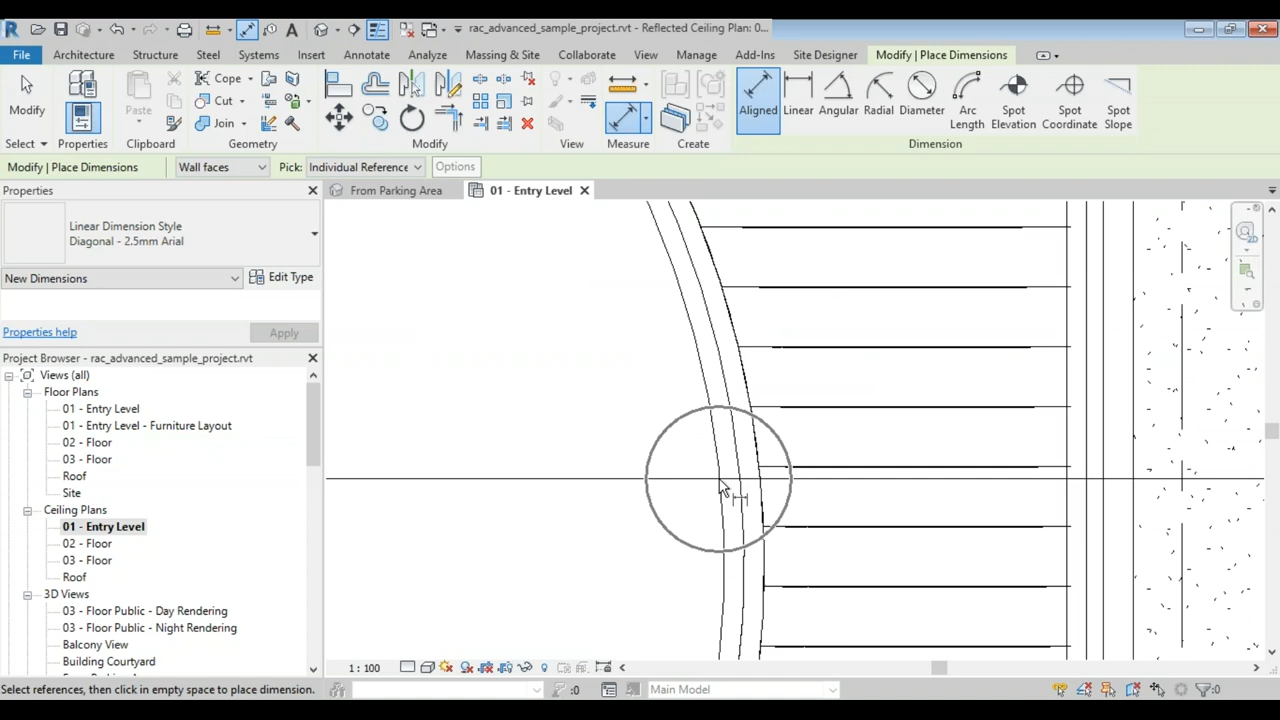 rac_advanced_sample_project.rvt - Reflected Ceiling Plan: 0...
File Architecture Structure Steel Systems Insert Annotate Analyze Massing & Site Collaborate View Manage Add-Ins Site Designer Modify | Place Dimensions
Modify
Paste
Cope
Cut
Join
Aligned Linear Angular Radial Diameter Arc Length Spot Elevation Spot Coordinate Spot Slope
Select Properties Clipboard Geometry Modify View Measure Create Dimension
Modify | Place Dimensions Wall faces Pick: Individual Reference Options
Properties
From Parking Area
01 - Entry Level
Linear Dimension Style
Diagonal - 2.5mm Arial
New Dimensions Edit Type
Properties help Apply
Project Browser - rac_advanced_sample_project.rvt
Views (all)
Floor Plans
01 - Entry Level
01 - Entry Level - Furniture Layout
02 - Floor
03 - Floor
Roof
Site
Ceiling Plans
01 - Entry Level
02 - Floor
03 - Floor
Roof
3D Views
03 - Floor Public - Day Rendering
03 - Floor Public - Night Rendering
Balcony View
Building Courtyard
2D
1 : 100
Select references, then click in empty space to place dimension.
:0
Main Model
:0